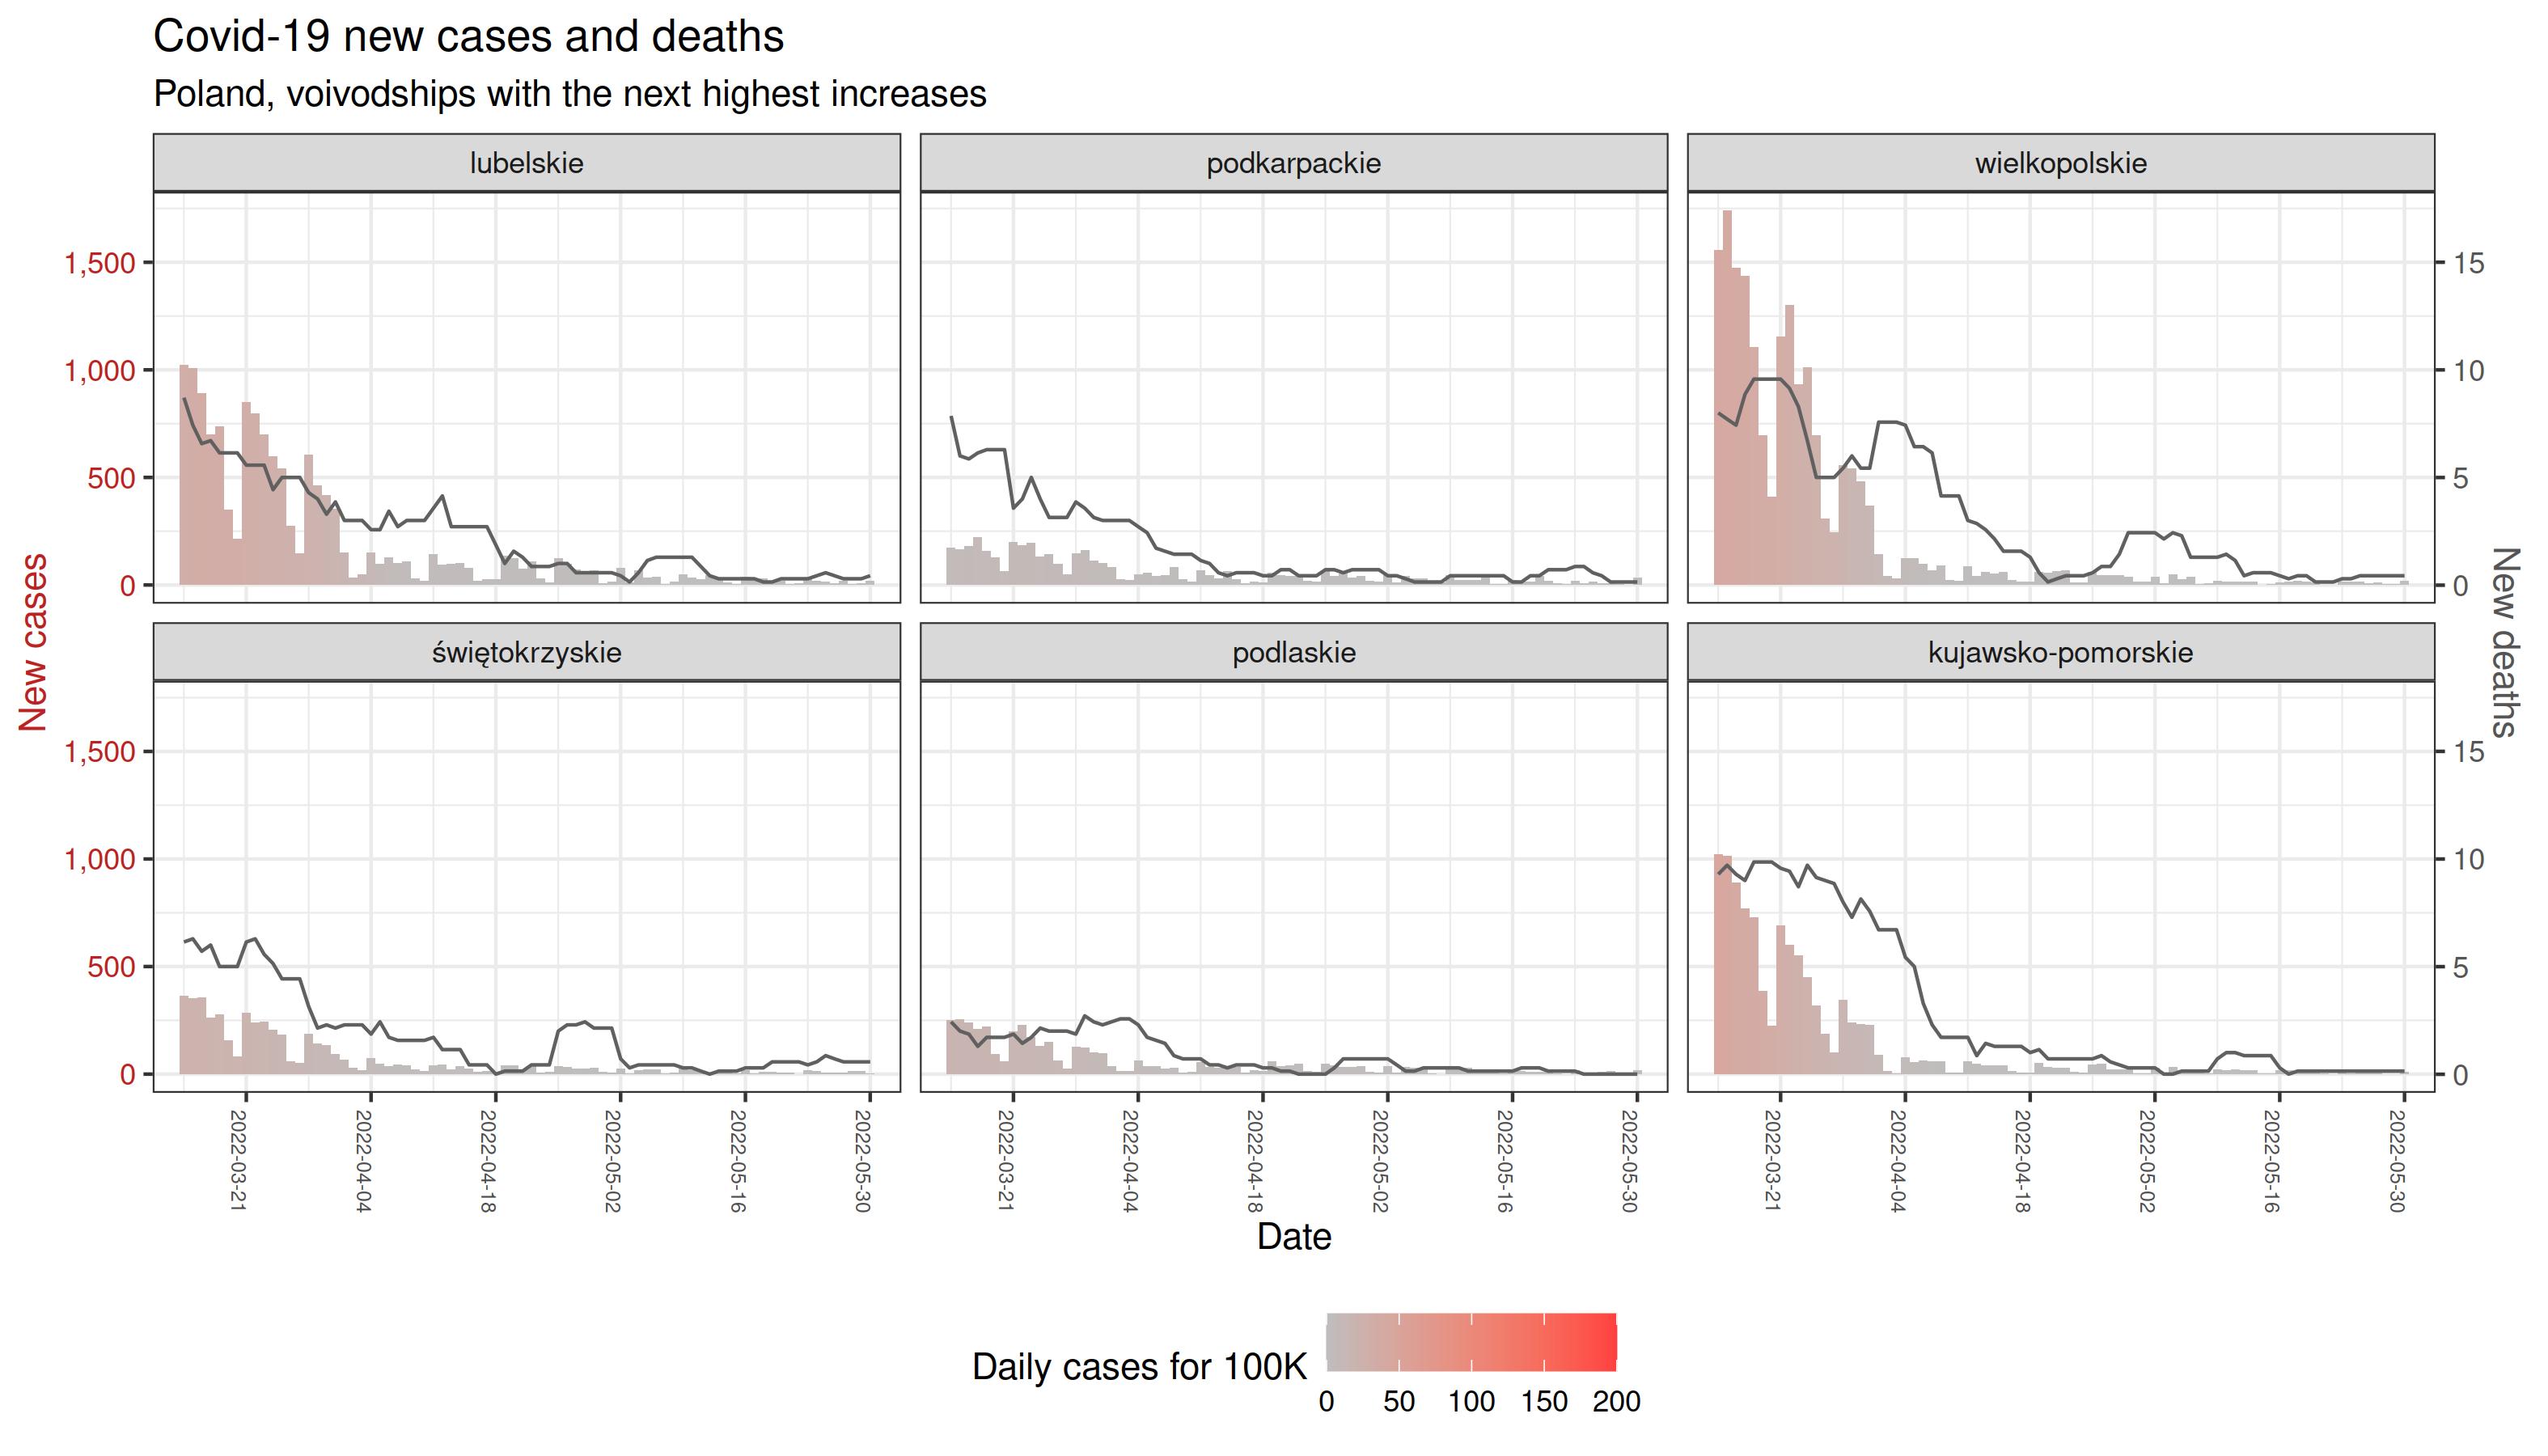 Covid-19 new cases and deaths
Poland, voivodships with the next highest increases
lubelskie
podkarpackie
wielkopolskie
1,500
1,000
500
0
15
10
5
0
świętokrzyskie
podlaskie
kujawsko-pomorskie
1,500
1,000
500
0
15
10
5
0
New cases
New deaths
2022-03-21
2022-04-04
2022-04-18
2022-05-02
2022-05-16
2022-05-30
2022-03-21
2022-04-04
2022-04-18
2022-05-02
2022-05-16
2022-05-30
2022-03-21
2022-04-04
2022-04-18
2022-05-02
2022-05-16
2022-05-30
Date
Daily cases for 100K
0 50 100 150 200